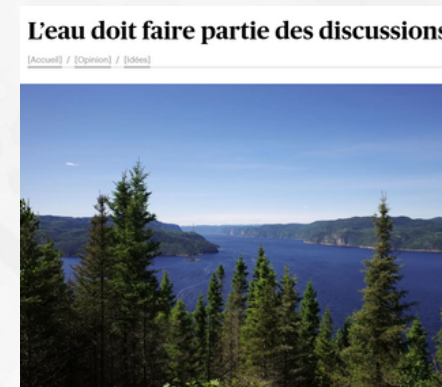 L'eau doit faire partie des discussions
[Accueil] / [Opinion] / [Idées]